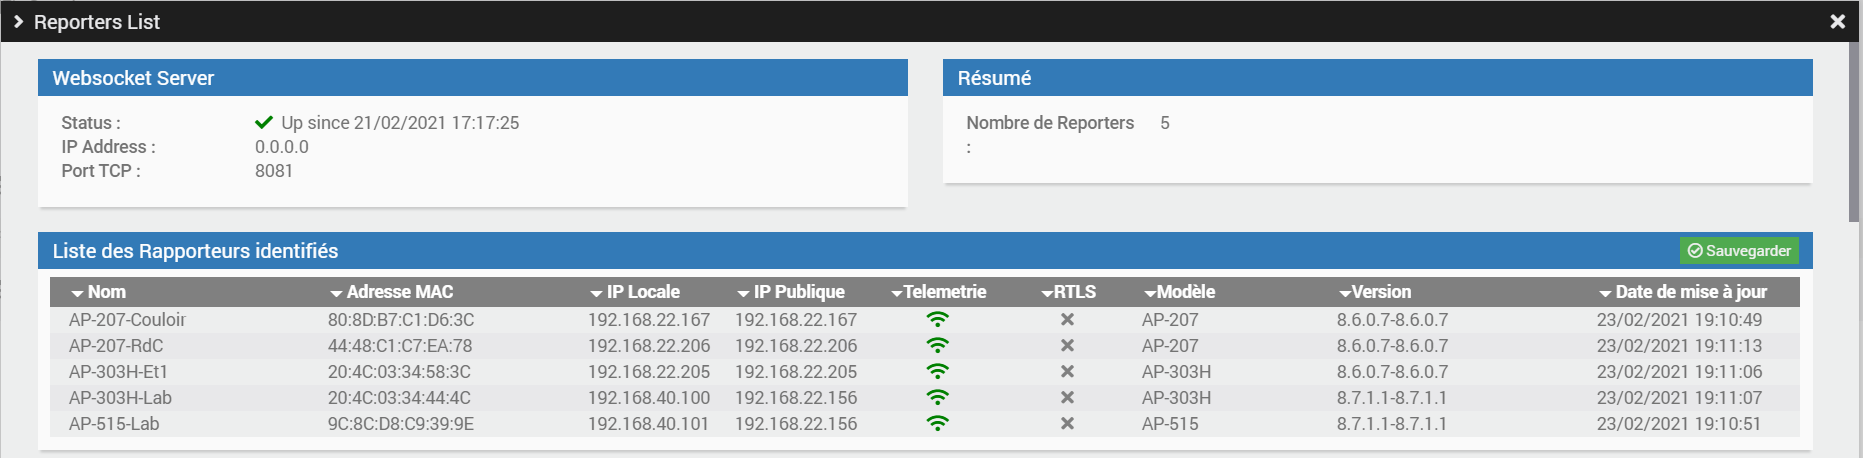 Reporters List
Websocket Server
Status : Up since 21/02/2021 17:17:25
IP Address : 0.0.0.0
Port TCP : 8081
Résumé
Nombre de Reporters 5
:
Liste des Rapporteurs identifiés Sauvegarder
Nom Adresse MAC IP Locale IP Publique Telemetrie RTLS Modèle Version Date de mise à jour
AP-207-Couloir 80:8D:B7:C1:D6:3C 192.168.22.167 192.168.22.167 AP-207 8.6.0.7-8.6.0.7 23/02/2021 19:10:49
AP-207-RdC 44:48:C1:C7:EA:78 192.168.22.206 192.168.22.206 AP-207 8.6.0.7-8.6.0.7 23/02/2021 19:11:13
AP-303H-Et1 20:4C:03:34:58:3C 192.168.22.205 192.168.22.205 AP-303H 8.6.0.7-8.6.0.7 23/02/2021 19:11:06
AP-303H-Lab 20:4C:03:34:44:4C 192.168.40.100 192.168.22.156 AP-303H 8.7.1.1-8.7.1.1 23/02/2021 19:11:07
AP-515-Lab 9C:8C:D8:C9:39:9E 192.168.40.101 192.168.22.156 AP-515 8.7.1.1-8.7.1.1 23/02/2021 19:10:51